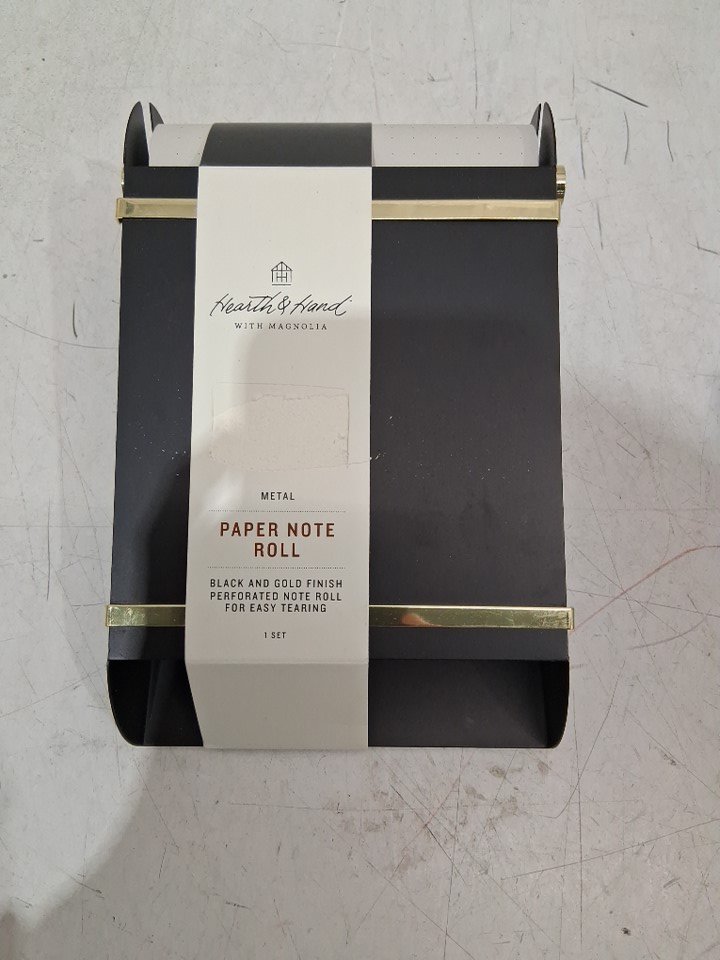 Hearth & Hand
WITH MAGNOLIA
METAL
PAPER NOTE
ROLL
BLACK AND GOLD FINISH
PERFORATED NOTE ROLL
FOR EASY TEARING
1 SET